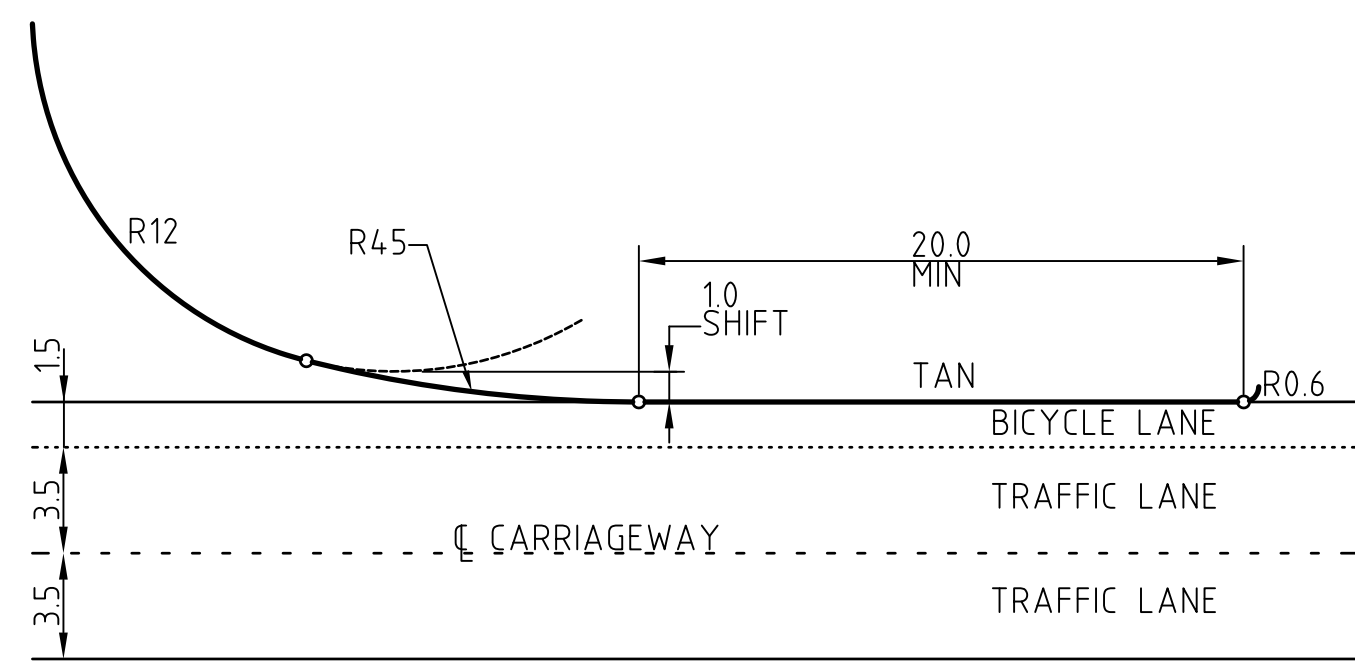 R12
R45
20.0
MIN
1.0
SHIFT
1.5
TAN
R0.6
BICYCLE LANE
3.5
TRAFFIC LANE
℄ CARRIAGEWAY
3.5
TRAFFIC LANE